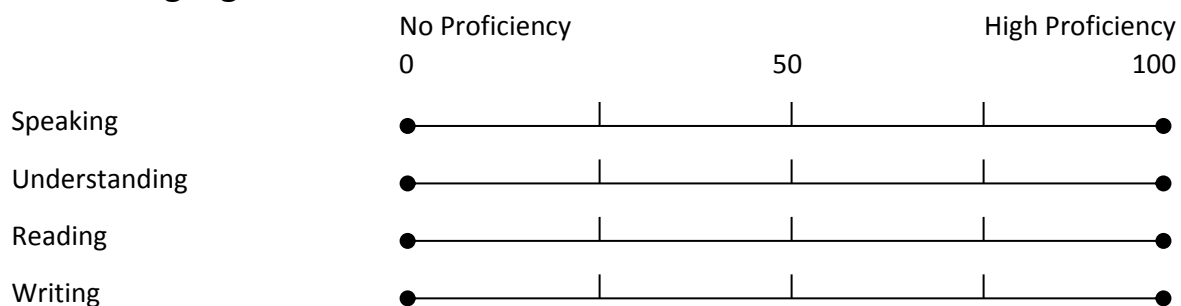 No Proficiency High Proficiency
0 50 100
Speaking
Understanding
Reading
Writing